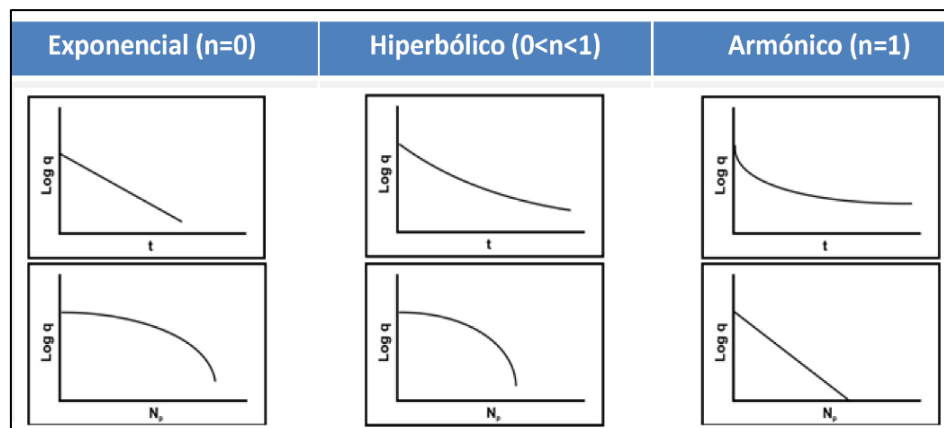 Exponencial (n=0)
Hiperbólico (0<n<1)
Armónico (n=1)
Log q
t
Log q
t
Log q
t
Log q
Np
Log q
Np
Log q
Np